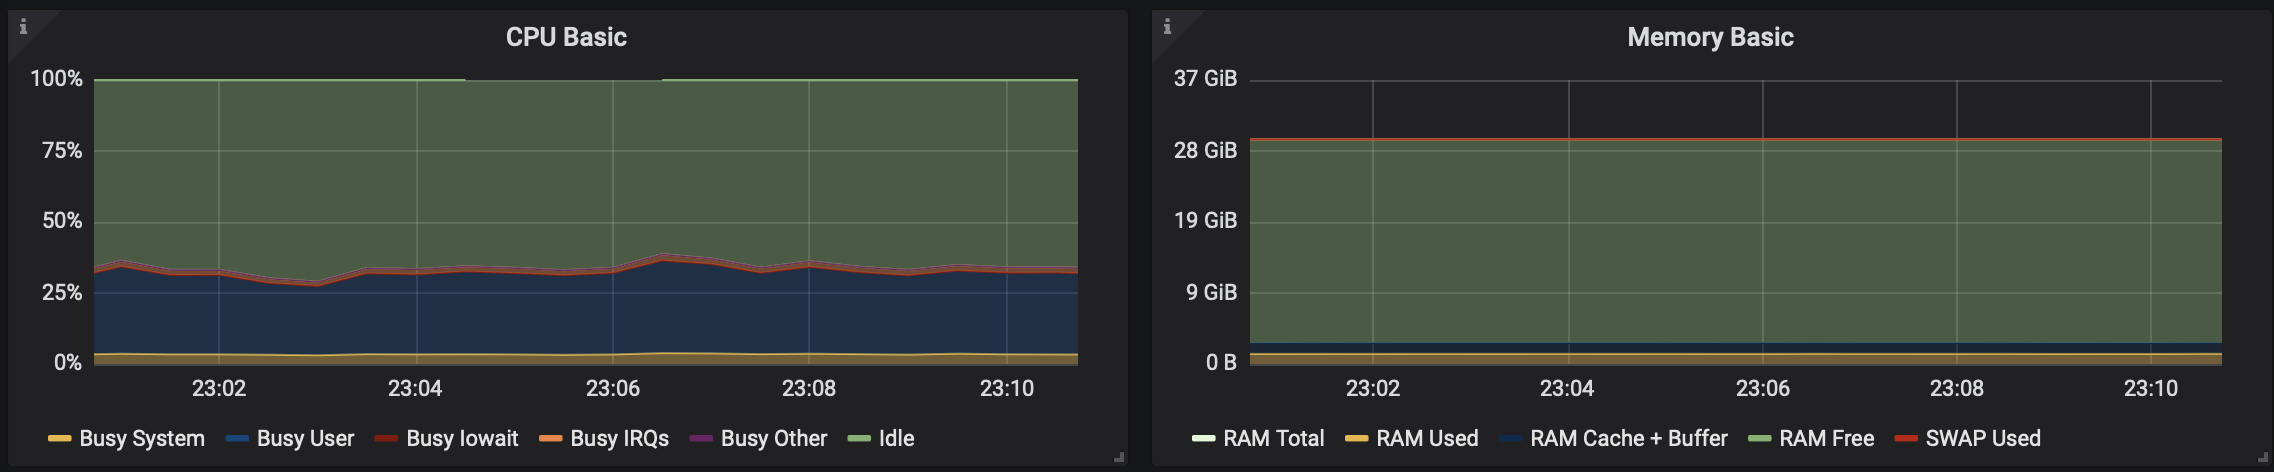 CPU Basic
100%
75%
50%
25%
0%
23:02 23:04 23:06 23:08 23:10
Busy System Busy User Busy Iowait Busy IRQs Busy Other Idle
Memory Basic
37 GiB
28 GiB
19 GiB
9 GiB
0 B
23:02 23:04 23:06 23:08 23:10
RAM Total RAM Used RAM Cache + Buffer RAM Free SWAP Used